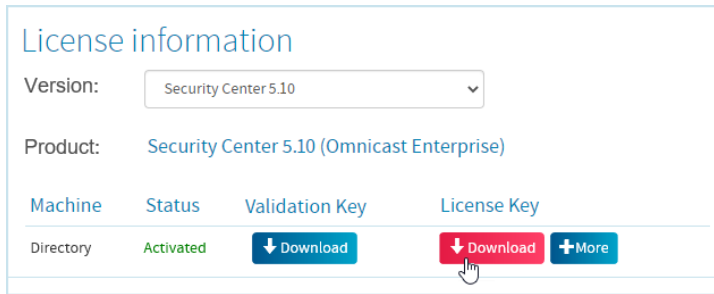 License information
Version: Security Center 5.10
Product: Security Center 5.10 (Omnicast Enterprise)
Machine Status Validation Key License Key
Directory Activated Download Download +More